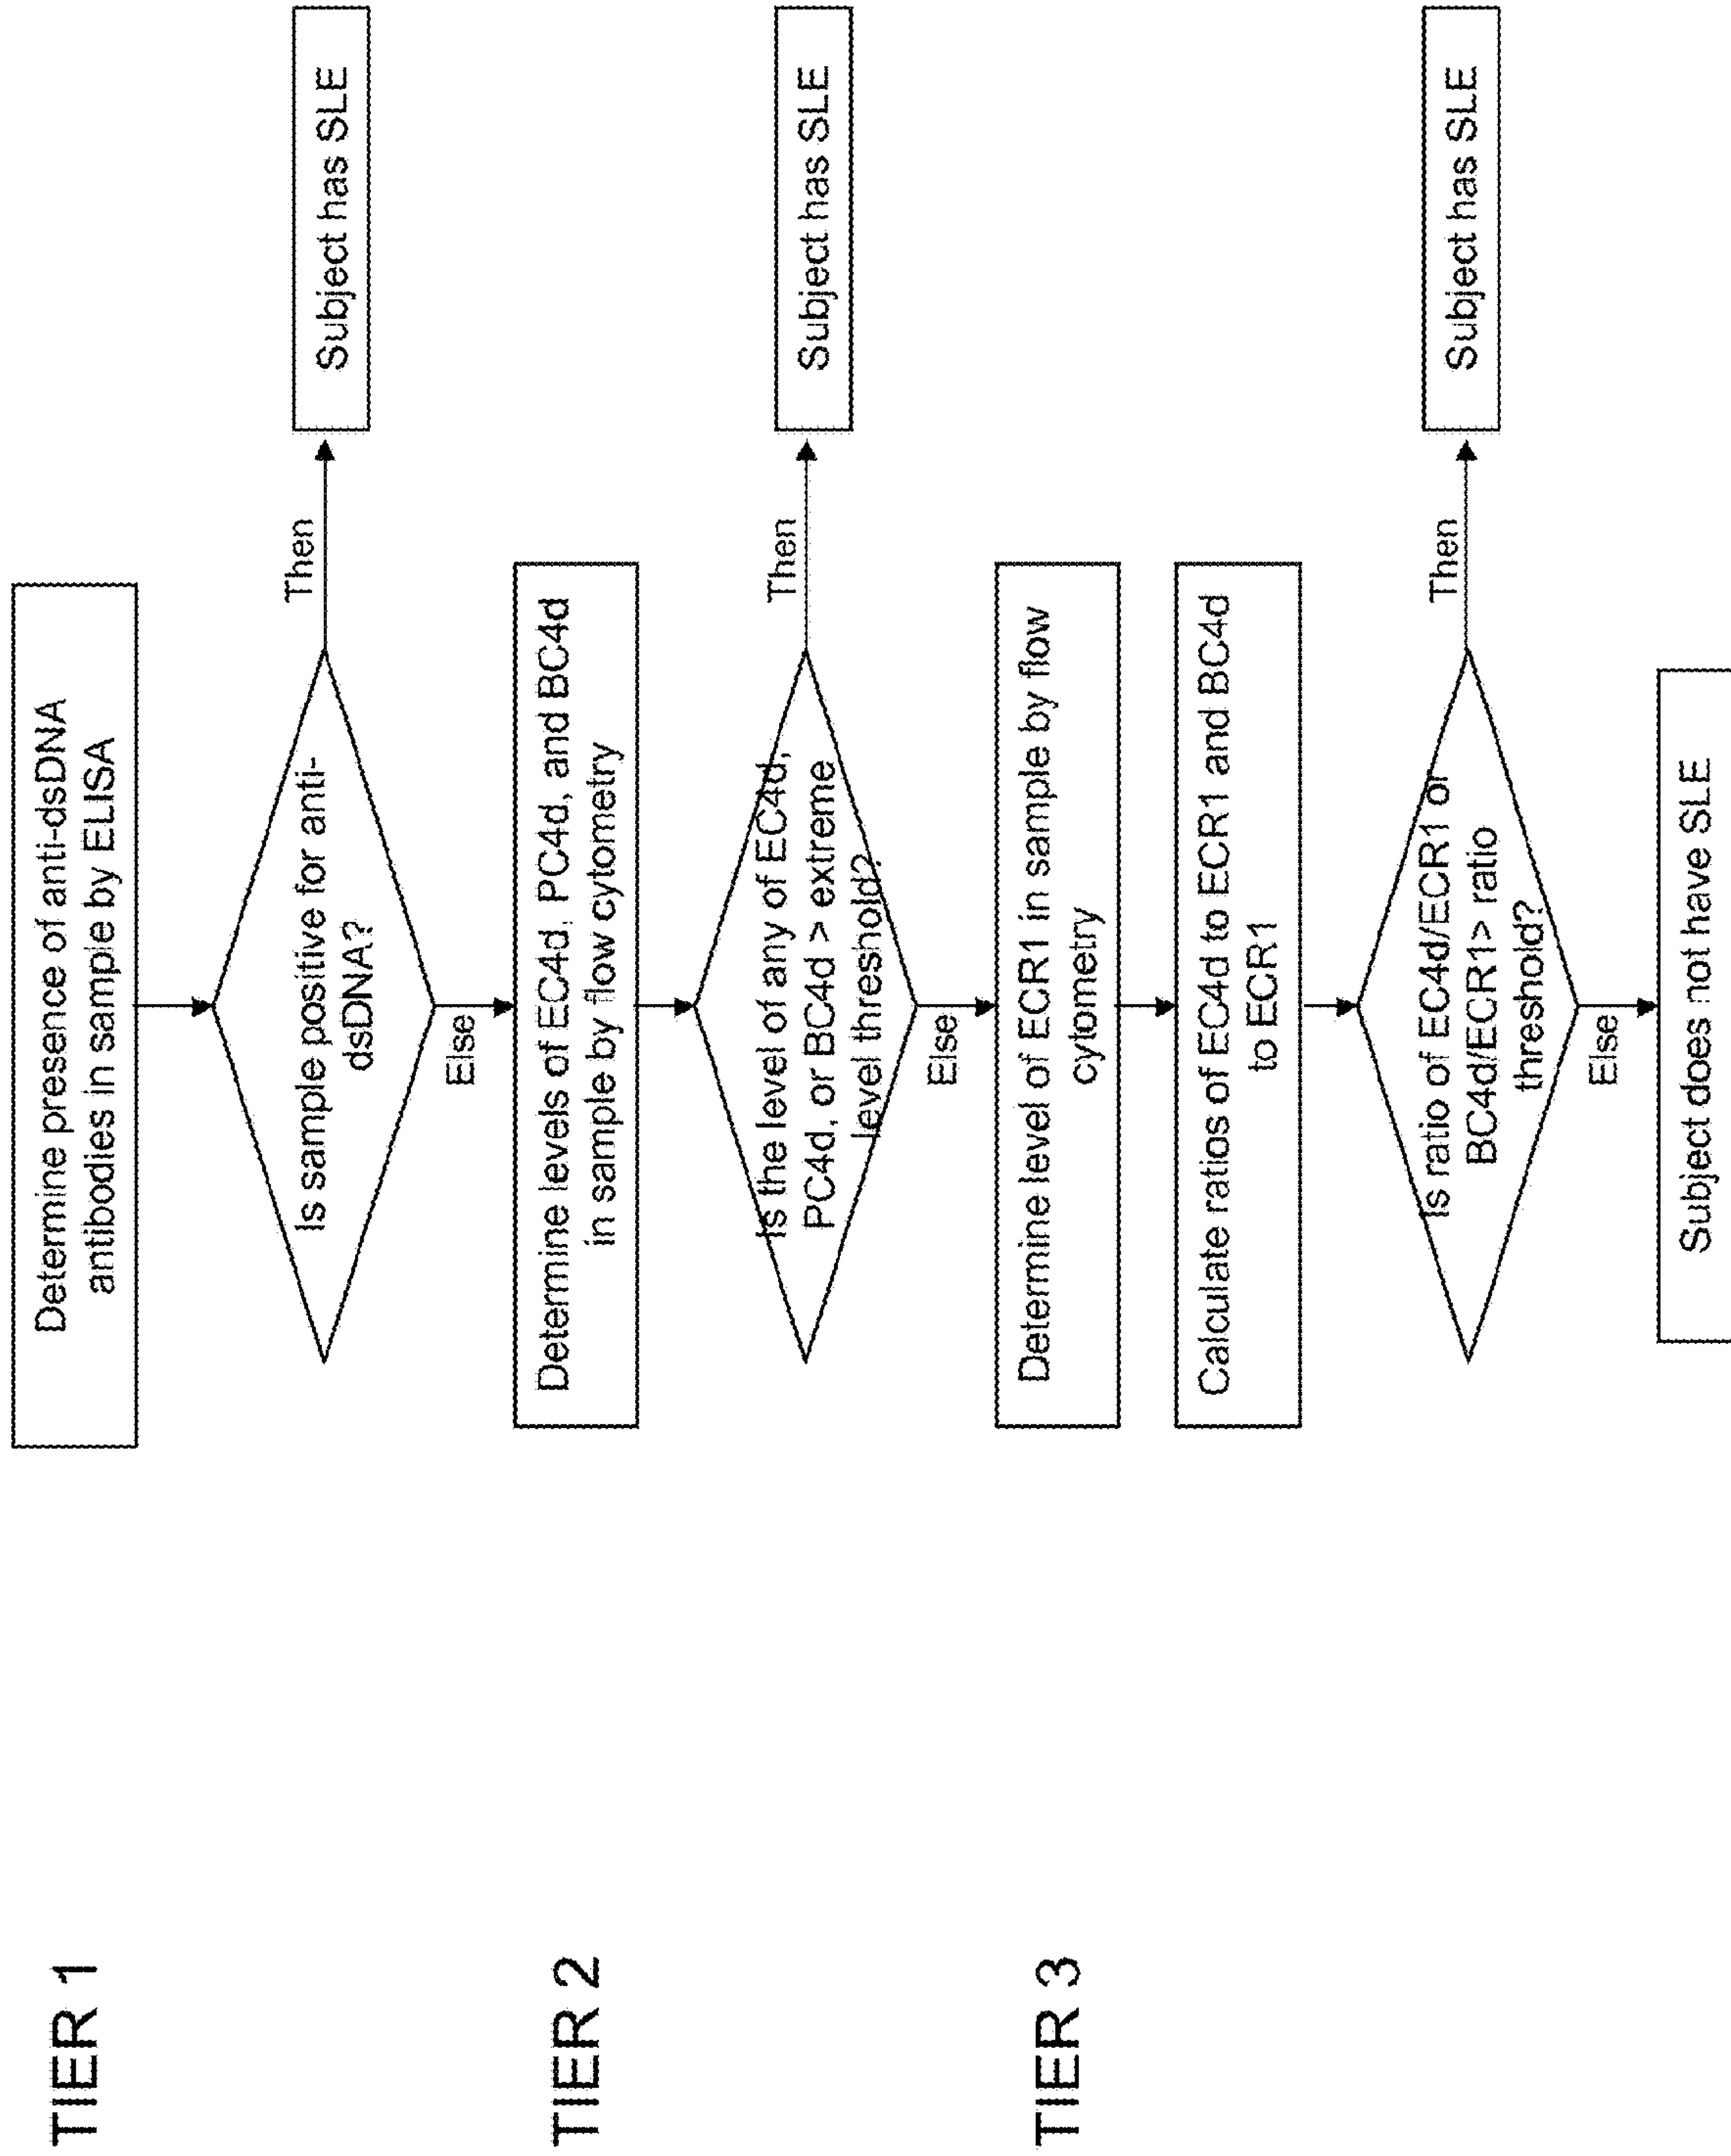 TIER 1
Determine presence of anti-dsDNA
antibodies in sample by ELISA
Is sample positive for anti-
dsDNA?
Then
Subject has SLE
Else
TIER 2
Determine levels of EC4d, PC4d, and BC4d
in sample by flow cytometry
Is the level of any of EC4d,
PC4d, or BC4d > extreme
level threshold?
Then
Subject has SLE
Else
TIER 3
Determine level of ECR1 in sample by flow
cytometry
Calculate ratios of EC4d to ECR1 and BC4d
to ECR1
Is ratio of EC4d/ECR1 or
BC4d/ECR1> ratio
threshold?
Then
Subject has SLE
Else
Subject does not have SLE